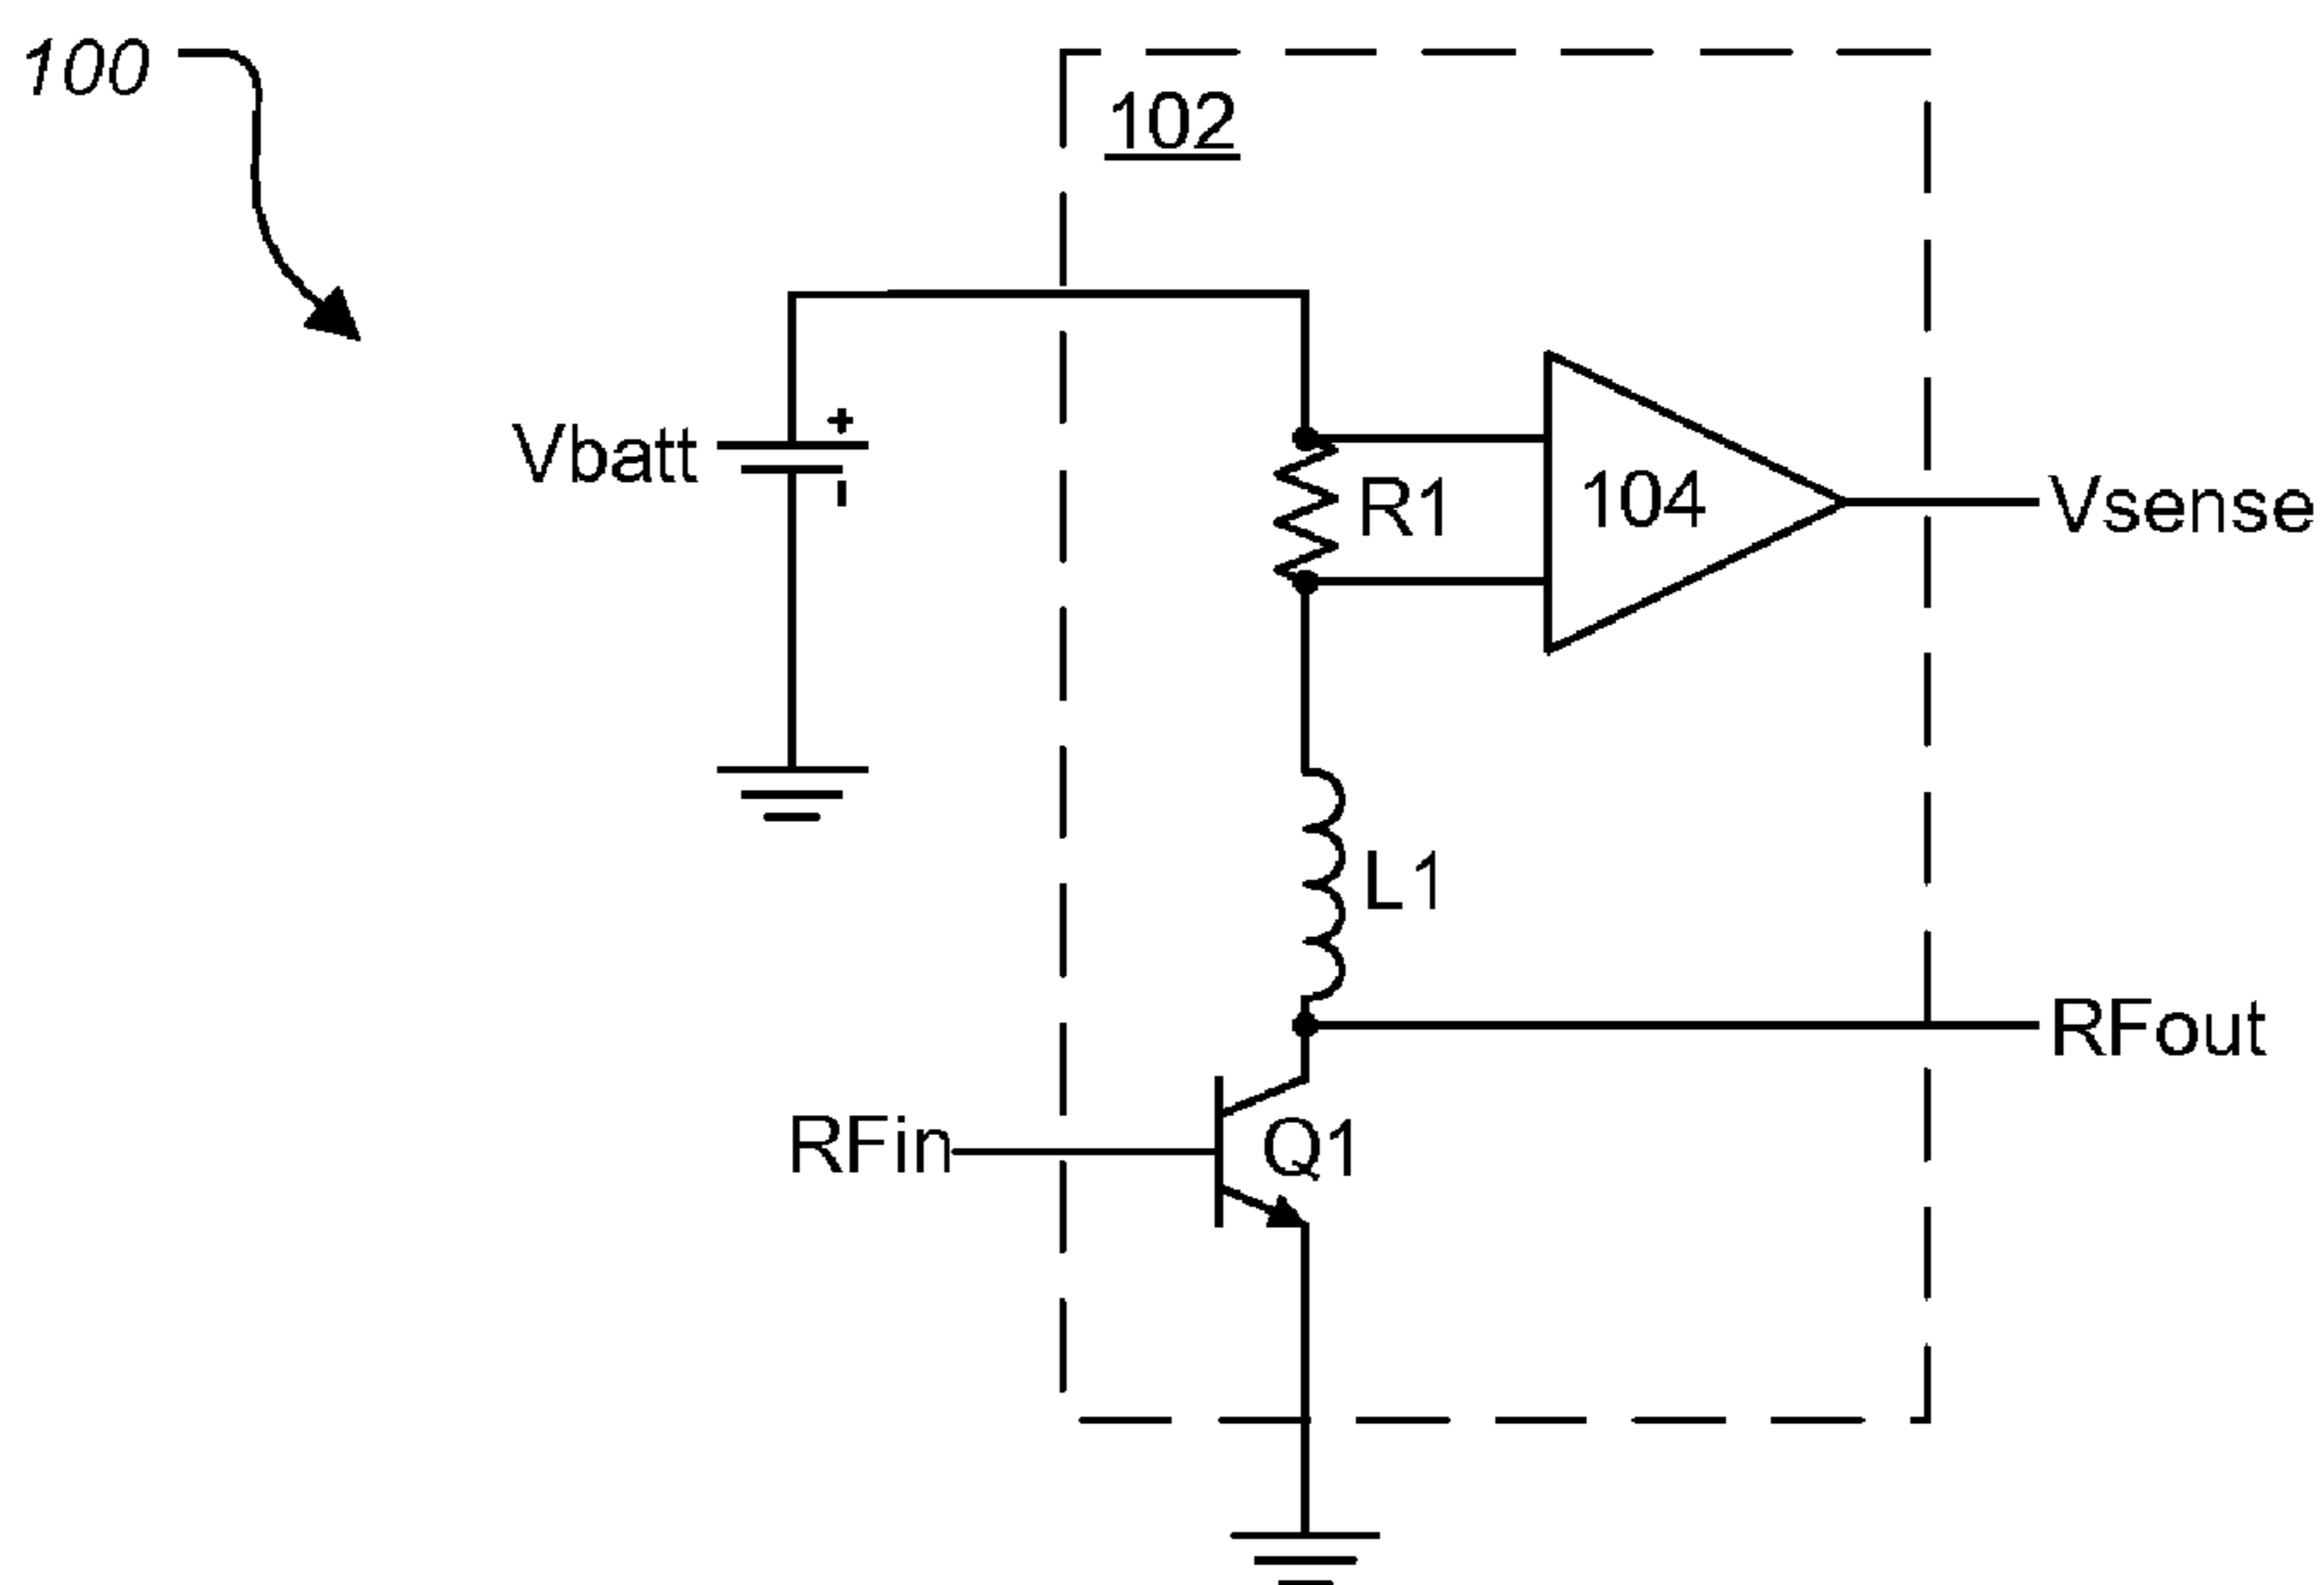 100
102
Vbatt
+
-
R1
104
Vsense
L1
RFout
RFin
Q1